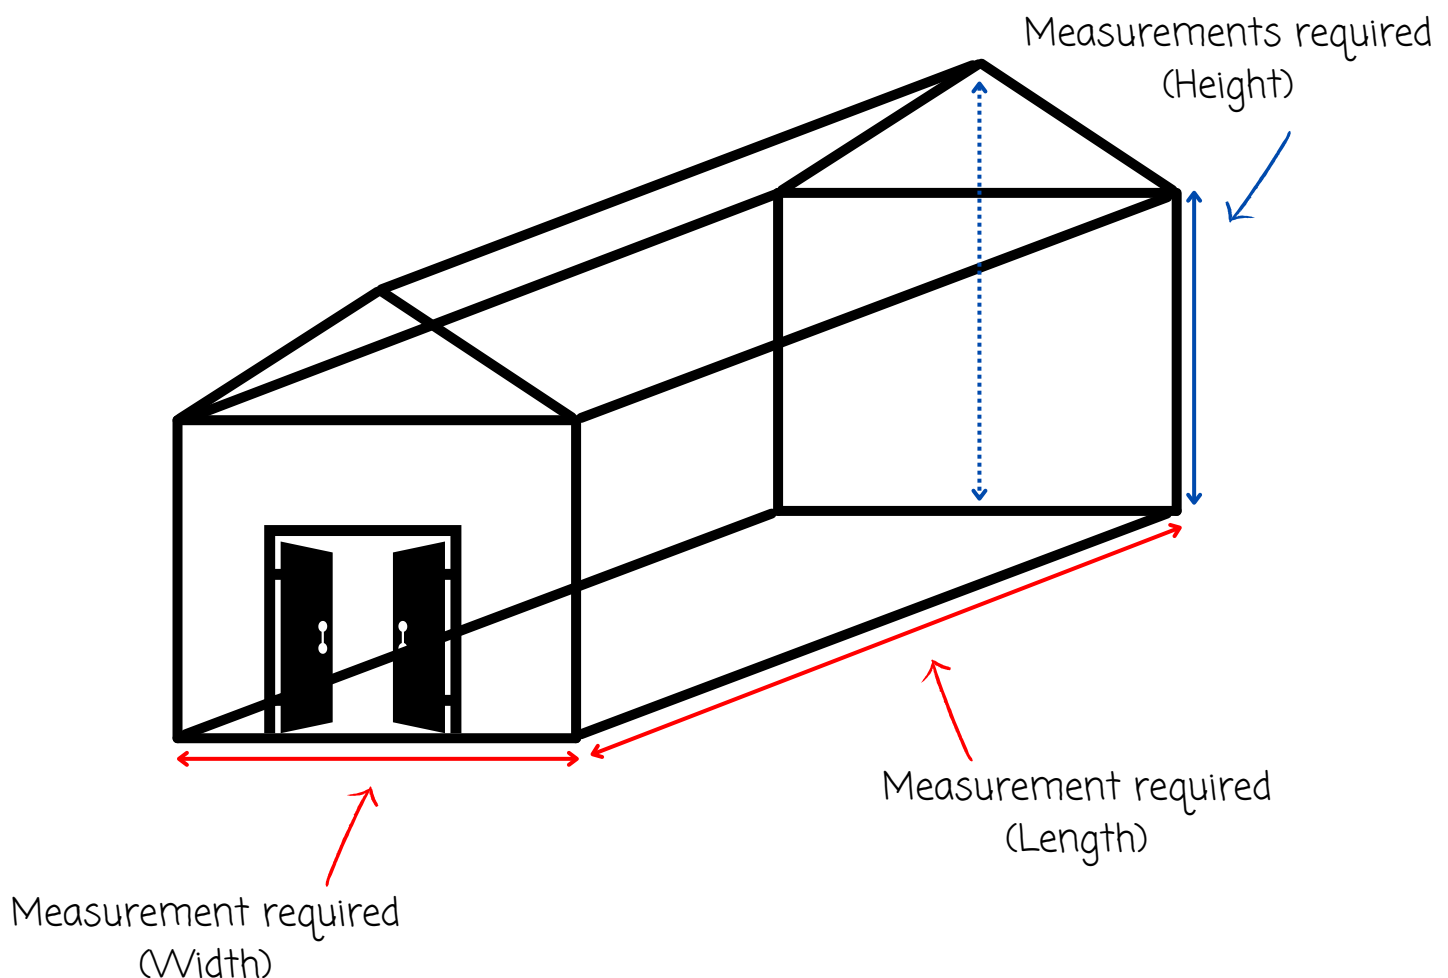 Measurements required
(Height)
Measurement required
(Length)
Measurement required
(Width)